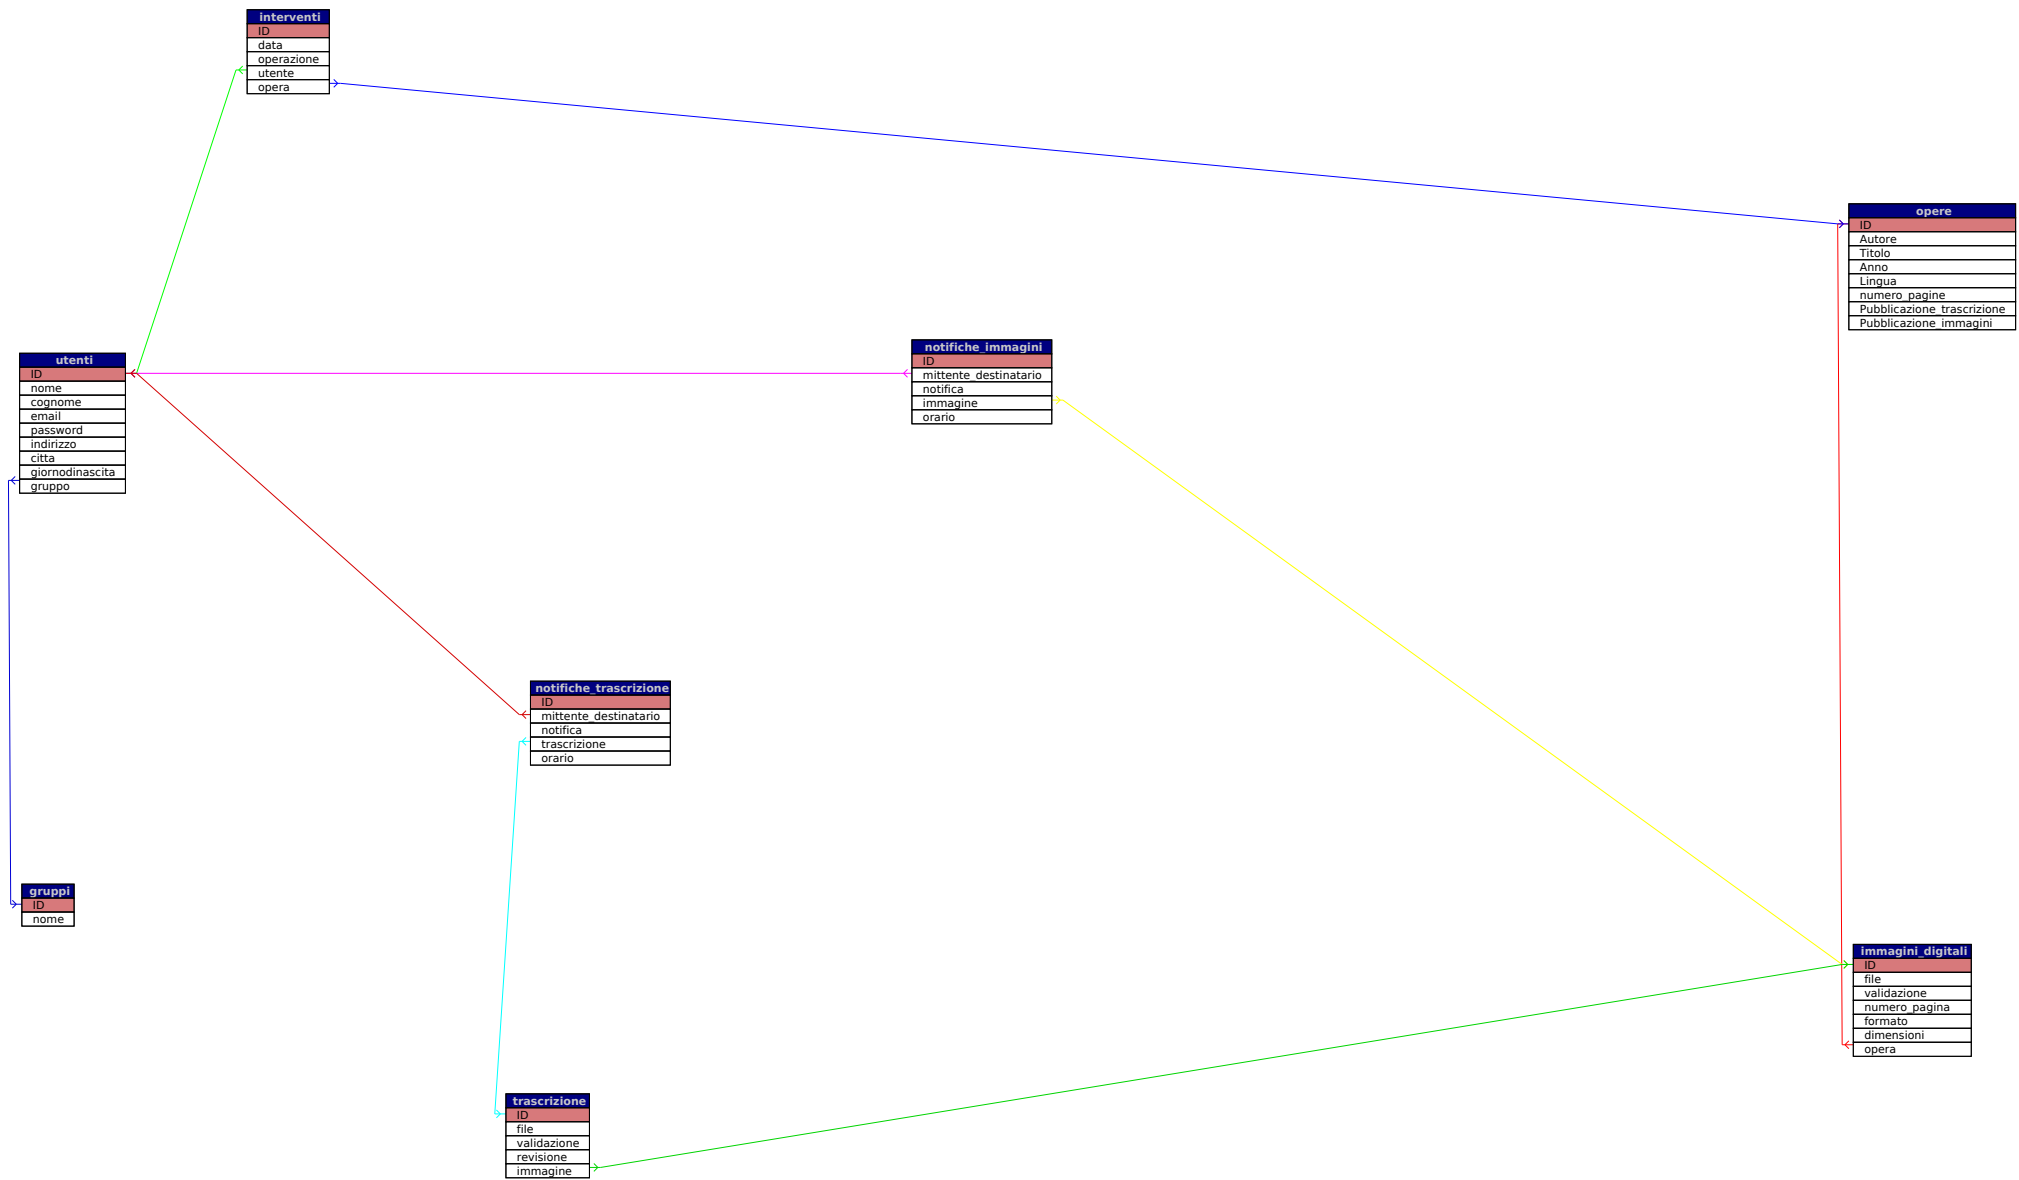 interventi
ID
data
operazione
utente
opera
opere
ID
Autore
Titolo
Anno
Lingua
numero_pagine
Pubblicazione_trascrizione
Pubblicazione_immagini
notifiche_immagini
ID
mittente_destinatario
notifica
immagine
orario
utenti
ID
nome
cognome
email
password
indirizzo
citta
giornodinascita
gruppo
notifiche_trascrizione
ID
mittente_destinatario
notifica
trascrizione
orario
gruppi
ID
nome
immagini_digitali
ID
file
validazione
numero_pagina
formato
dimensioni
opera
trascrizione
ID
file
validazione
revisione
immagine